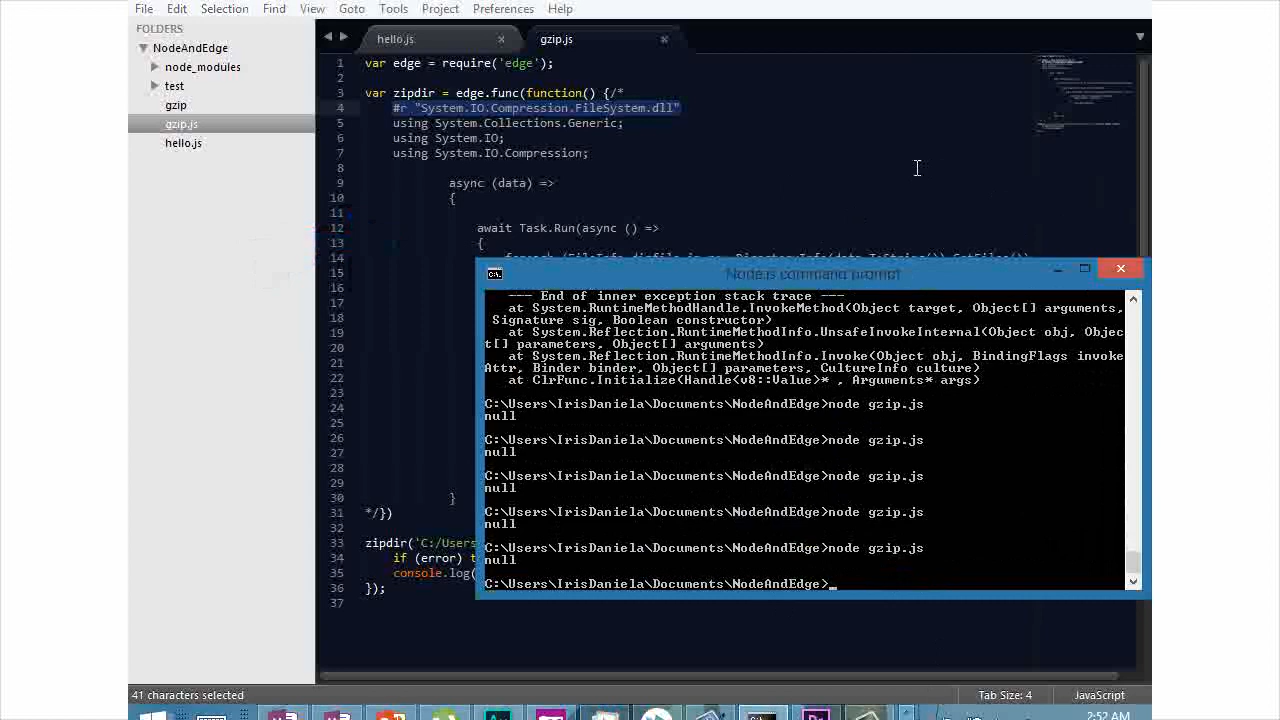 File Edit Selection Find View Goto Tools Project Preferences Help
FOLDERS
NodeAndEdge
node_modules
test
gzip
gzip.js
hello.js
hello.js
gzip.js
1 var edge = require('edge');
2
3 var zipdir = edge.func(function() {/*
4 System.IO.Compression.FileSystem.dll"
5 using System.Collections.Generic;
6 using System.IO;
7 using System.IO.Compression;
8
9 async (data) =>
10 {
11
12 await Task.Run(async () =>
13 {
14
15
16
17
18
19
20
21
22
23
24
25
26
27
28
29
30 }
31 */})
32
33 zipdir('C:/Users
34 if (error) t
35 console.log(
36 });
37
Node.js command prompt
--- End of inner exception stack trace ---
at System.RuntimeMethodHandle.InvokeMethod(Object target, Object[] arguments,
Signature sig, Boolean constructor)
at System.Reflection.RuntimeMethodInfo.UnsafeInvokeInternal(Object obj, Objec
t[] parameters, Object[] arguments)
at System.Reflection.RuntimeMethodInfo.Invoke(Object obj, BindingFlags invoke
Attr, Binder binder, Object[] parameters, CultureInfo culture)
at ClrFunc.Initialize(Handle<v8::Value>* , Arguments* args)
C:\Users\IrisDaniela\Documents\NodeAndEdge>node gzip.js
null
C:\Users\IrisDaniela\Documents\NodeAndEdge>node gzip.js
null
C:\Users\IrisDaniela\Documents\NodeAndEdge>node gzip.js
null
C:\Users\IrisDaniela\Documents\NodeAndEdge>node gzip.js
null
C:\Users\IrisDaniela\Documents\NodeAndEdge>node gzip.js
null
C:\Users\IrisDaniela\Documents\NodeAndEdge>
41 characters selected
Tab Size: 4
JavaScript
2:52 AM